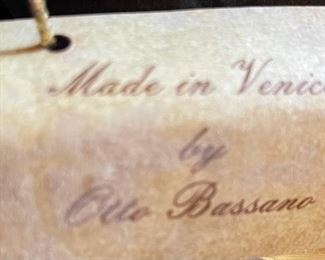 Made in Venic
by
Otto Bassano